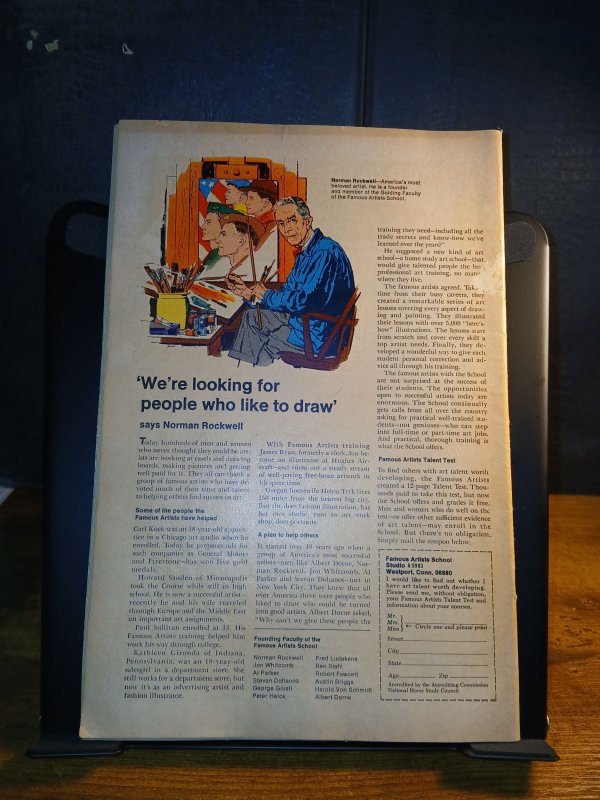 Norman Rockwell—America's most
beloved artist. He is a founder
and member of the Guiding Faculty
of the Famous Artists School.
'We're looking for
people who like to draw'
says Norman Rockwell
Today hundreds of men and women
who never thought they could be art-
ists are working at easels and drawing
boards, making pictures and getting
well paid for it. They all can thank a
group of famous artists who have de-
voted much of their time and talent
to helping others find success in art.
Some of the people the
Famous Artists have helped
Carl Kock was an 18-year-old appren-
tice in a Chicago art studio when he
enrolled. Today he prepares ads for
such companies as General Motors
and Firestone—has won five gold
medals.
Howard Sanden of Minneapolis
took the Course while still in high
school. He is now a successful artist—
recently he and his wife traveled
through Europe and the Middle East
on important art assignments.
Paul Sullivan enrolled at 14. His
Famous Artists training helped him
work his way through college.
Kathleen Gironda of Indiana,
Pennsylvania, was an 18-year-old
salesgirl in a department store. She
still works for a department store, but
now it's as an advertising artist and
fashion illustrator.
With Famous Artists training
James Ryan, formerly a clerk, has be-
come an illustrator at Hughes Air-
craft—and turns out a steady stream
of well-paying free-lance artwork in
his spare time.
Oregon housewife Helen Tryk lives
150 miles from the nearest big city.
But she does fashion illustration, has
her own studio, runs an art work
shop, does portraits.
A plan to help others
It started over 18 years ago when a
group of America's most successful
artists—men like Albert Dorne, Nor-
man Rockwell, Jon Whitcomb, Al
Parker and Stevan Dohanos—met in
New York City. They knew that all
over America there were people who
liked to draw who could be turned
into good artists. Albert Dorne asked,
"Why can't we give these people the
Founding Faculty of the
Famous Artists School
Norman Rockwell
Jon Whitcomb
Al Parker
Stevan Dohanos
George Giusti
Peter Helck
Fred Ludekens
Ben Stahl
Robert Fawcett
Austin Briggs
Harold Von Schmidt
Albert Dorne
training they need—including all the
trade secrets and know-how we've
learned over the years?"
He suggested a new kind of art
school—a home study art school—that
would give talented people the best
professional art training, no matter
where they live.
The famous artists agreed. Taking
time from their busy careers, they
created a remarkable series of art
lessons covering every aspect of draw-
ing and painting. They illustrated
their lessons with over 5,000 "here's-
how" illustrations. The lessons start
from scratch and cover every skill a
top artist needs. Finally, they de-
veloped a wonderful way to give each
student personal correction and ad-
vice all through his training.
The famous artists with the School
are not surprised at the success of
their students. The opportunities
open to successful artists today are
enormous. The School continually
gets calls from all over the country
asking for practical well-trained stu-
dents—not geniuses—who can step
into full-time or part-time art jobs.
And practical, thorough training is
what the School offers.
Famous Artists Talent Test
To find others with art talent worth
developing, the Famous Artists
created a 12-page Talent Test. Thou-
sands paid to take this test, but now
the School offers and grades it free.
Men and women who do well on the
test—or offer other sufficient evidence
of art talent—may enroll in the
School. But there's no obligation.
Simply mail the coupon below.
Famous Artists School
Studio
Westport, Conn. 06880
I would like to find out whether I
have art talent worth developing.
Please send me, without obligation,
your Famous Artists Talent Test and
information about your courses.
Mr.
Mrs.
Miss
Circle one and please print
Street
City
State
Age Zip
Accredited by the Accrediting Commission
National Home Study Council